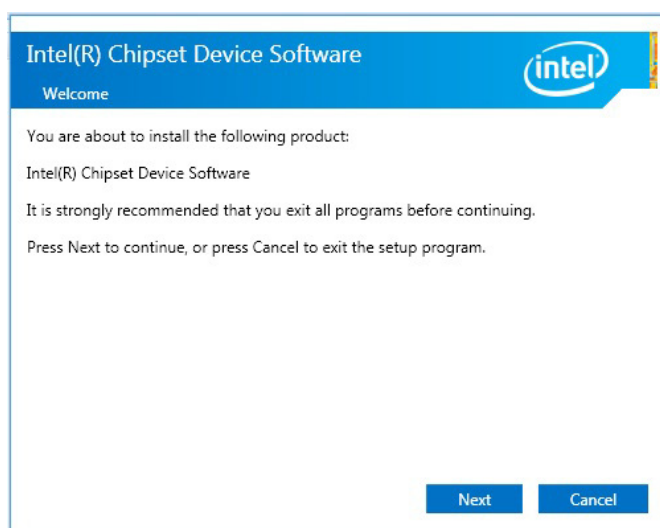 Intel(R) Chipset Device Software
intel
Welcome
You are about to install the following product:
Intel(R) Chipset Device Software
It is strongly recommended that you exit all programs before continuing.
Press Next to continue, or press Cancel to exit the setup program.
Next
Cancel